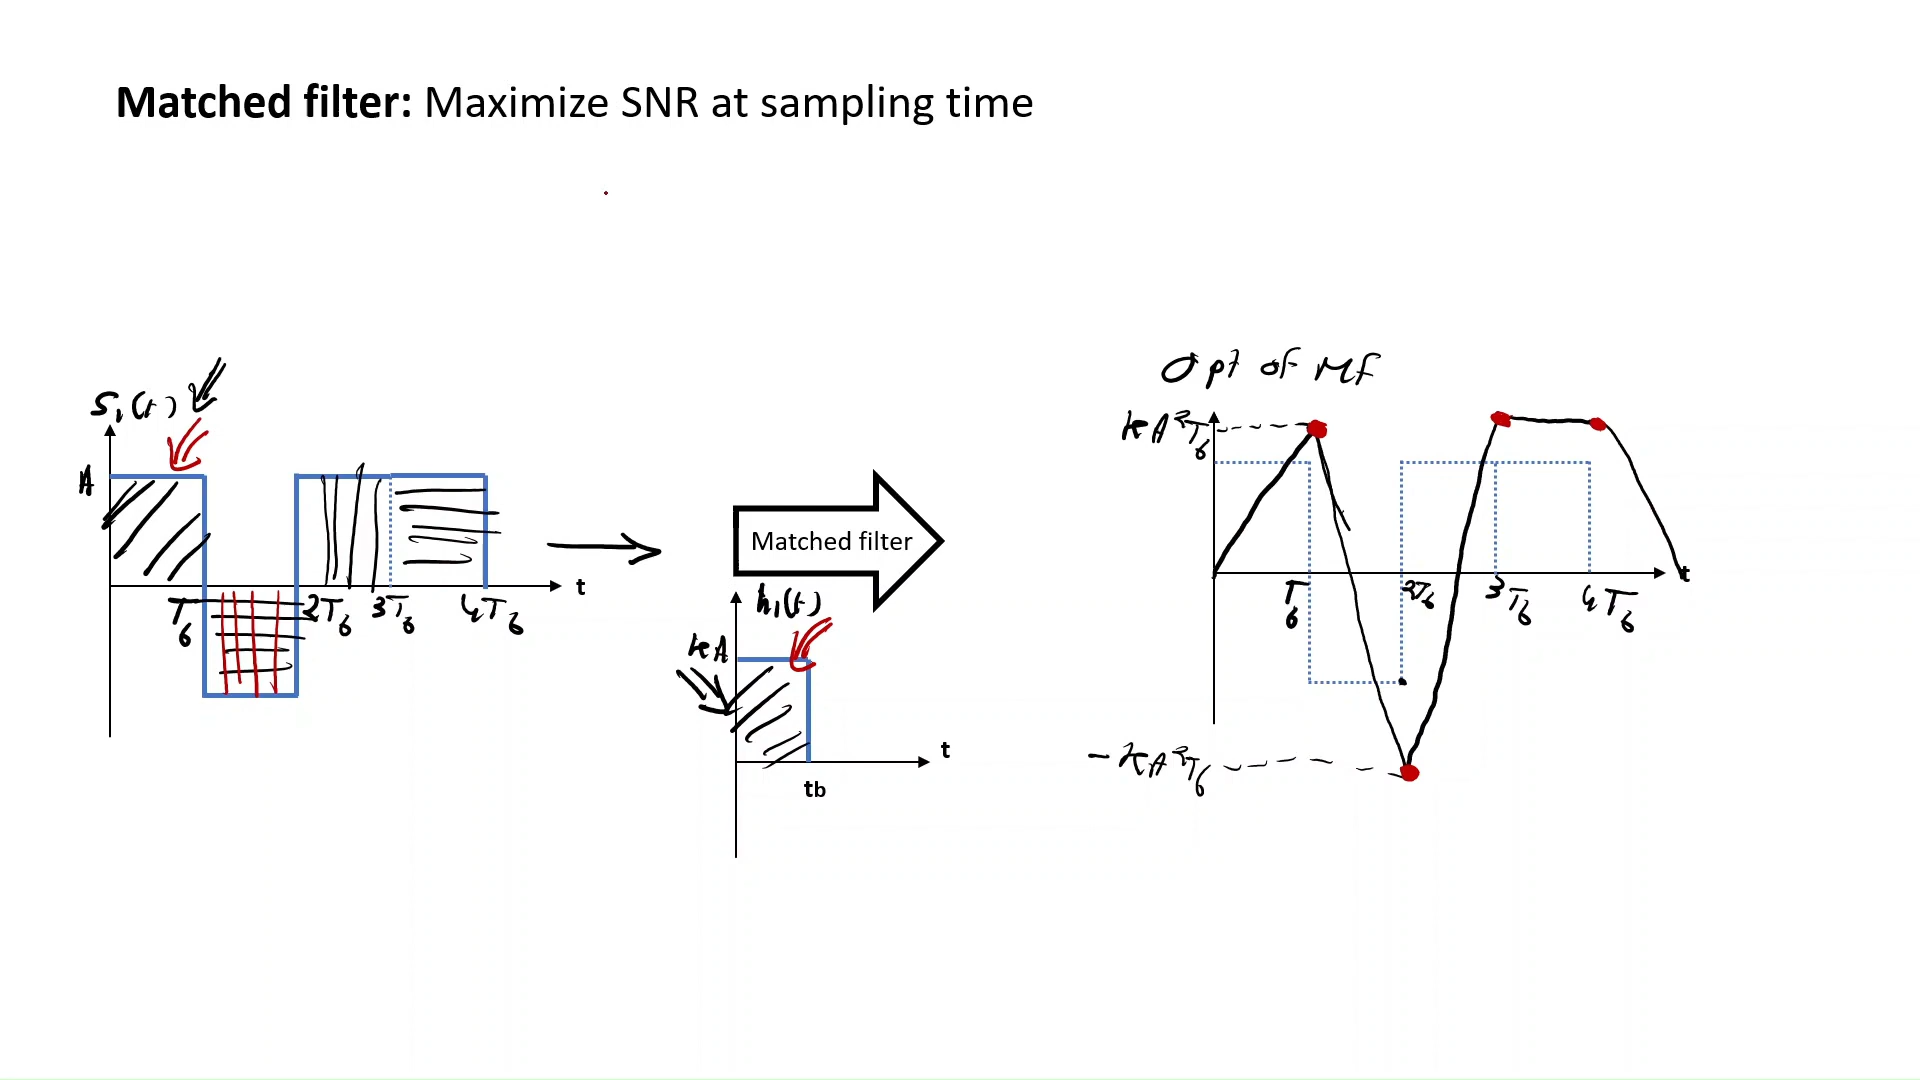 Matched filter: Maximize SNR at sampling time
S₁(t)
A
T_b
2T_b
3T_b
4T_b
t
Matched filter
h₁(t)
kA
t
tb
opt of MF
kA²T_b
T_b
2T_b
3T_b
4T_b
t
-kA²T_b